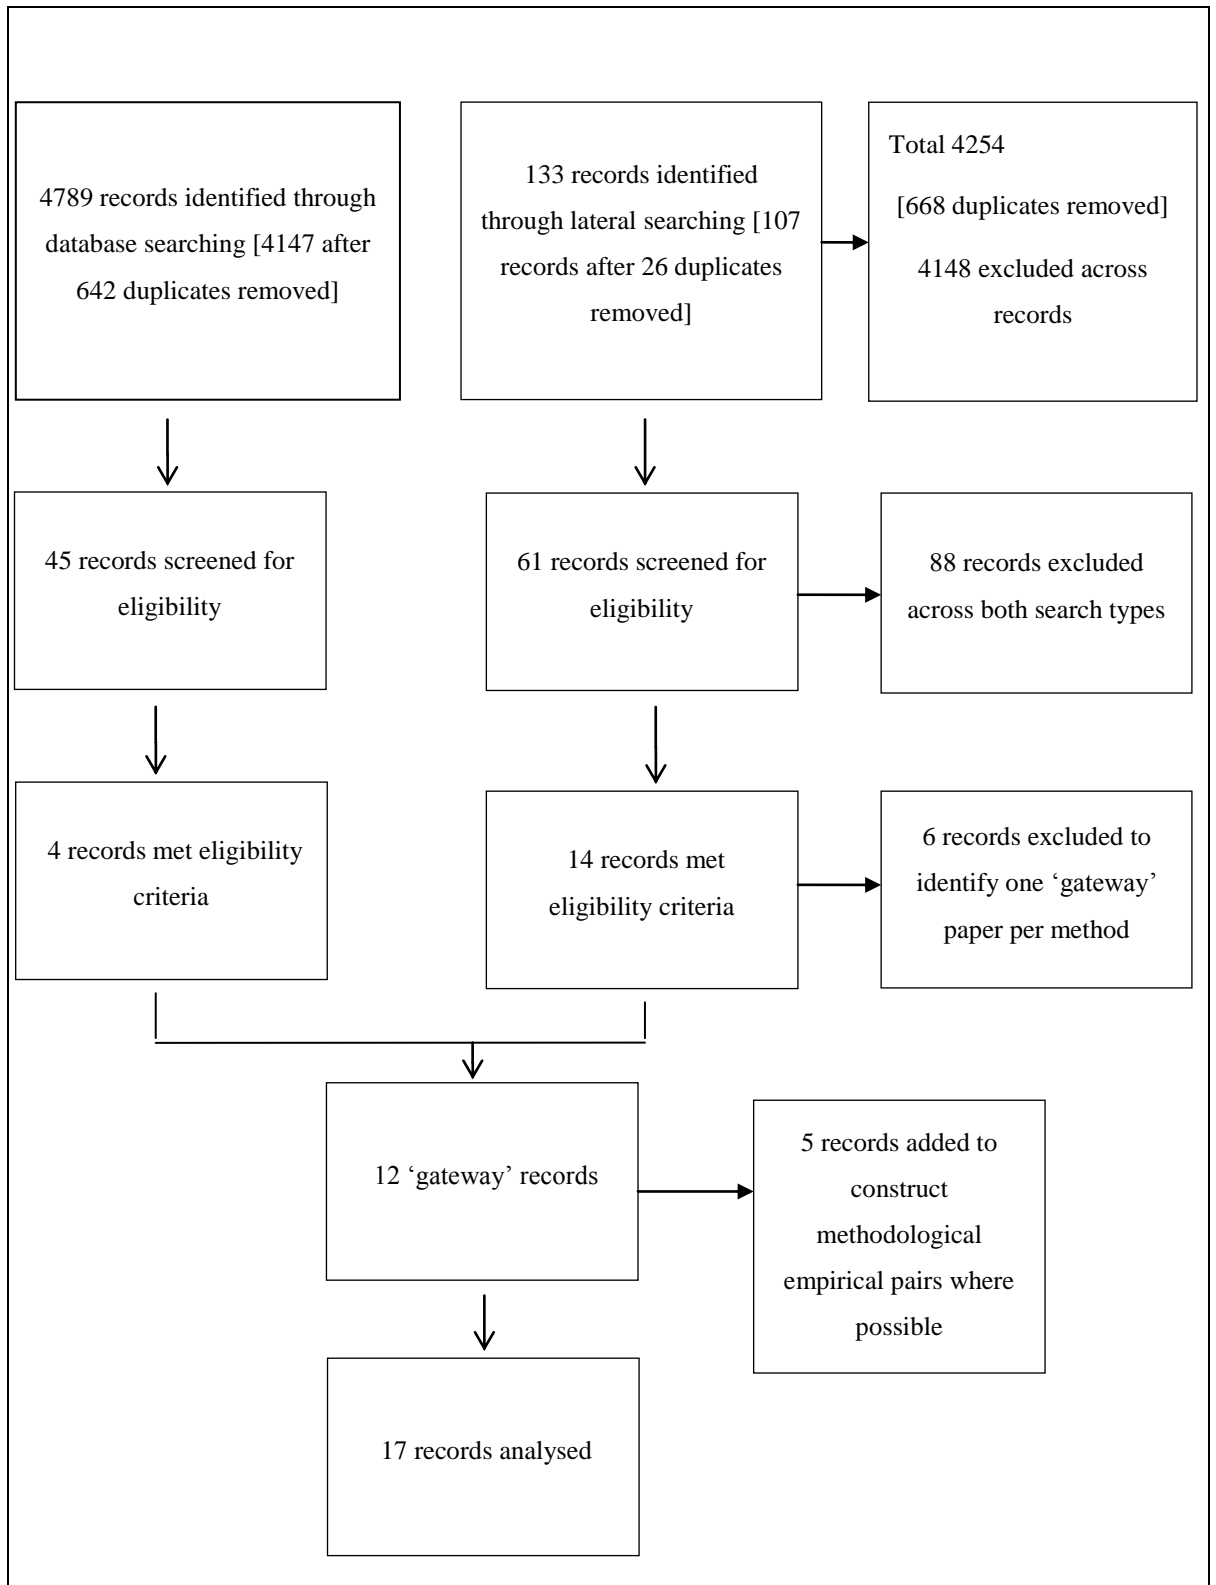 4789 records identified through
database searching [4147 after
642 duplicates removed]
133 records identified
through lateral searching [107
records after 26 duplicates
removed]
Total 4254
[668 duplicates removed]
4148 excluded across
records
45 records screened for
eligibility
61 records screened for
eligibility
88 records excluded
across both search types
4 records met eligibility
criteria
14 records met
eligibility criteria
6 records excluded to
identify one ‘gateway’
paper per method
12 ‘gateway’ records
5 records added to
construct
methodological
empirical pairs where
possible
17 records analysed